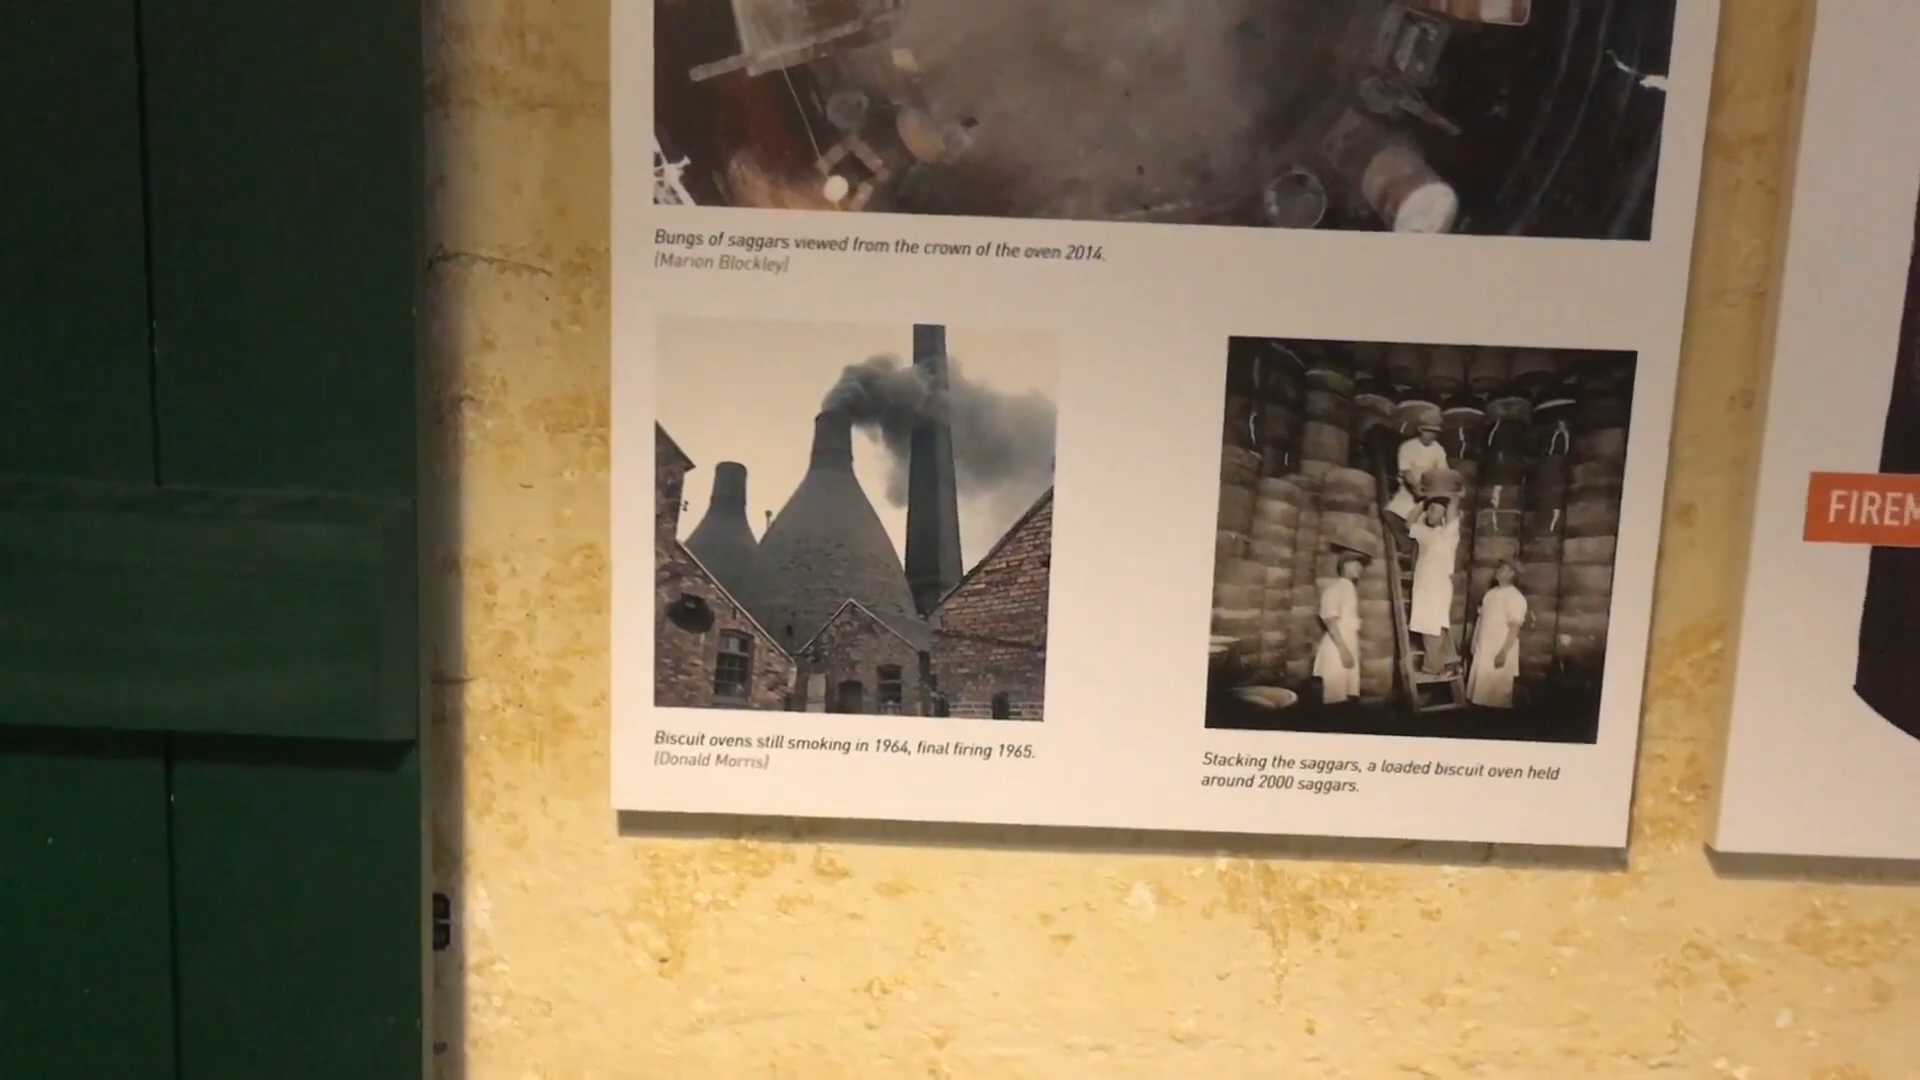 Bungs of saggars viewed from the crown of the oven 2014.
(Marion Blockley)
Biscuit ovens still smoking in 1964, final firing 1965.
(Donald Morris)
Stacking the saggars, a loaded biscuit oven held
around 2000 saggars.
FIREM